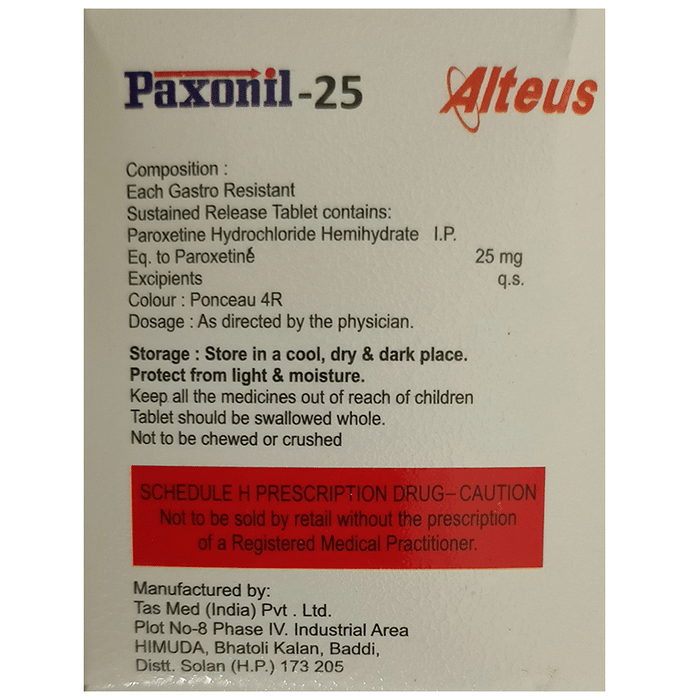 Paxonil-25
Alteus
Composition :
Each Gastro Resistant
Sustained Release Tablet contains:
Paroxetine Hydrochloride Hemihydrate I.P.
Eq. to Paroxetine 25 mg
Excipients q.s.
Colour : Ponceau 4R
Dosage : As directed by the physician.
Storage : Store in a cool, dry & dark place.
Protect from light & moisture.
Keep all the medicines out of reach of children
Tablet should be swallowed whole.
Not to be chewed or crushed
SCHEDULE H PRESCRIPTION DRUG– CAUTION
Not to be sold by retail without the prescription
of a Registered Medical Practitioner.
Manufactured by:
Tas Med (India) Pvt . Ltd.
Plot No-8 Phase IV. Industrial Area
HIMUDA, Bhatoli Kalan, Baddi,
Distt. Solan (H.P.) 173 205